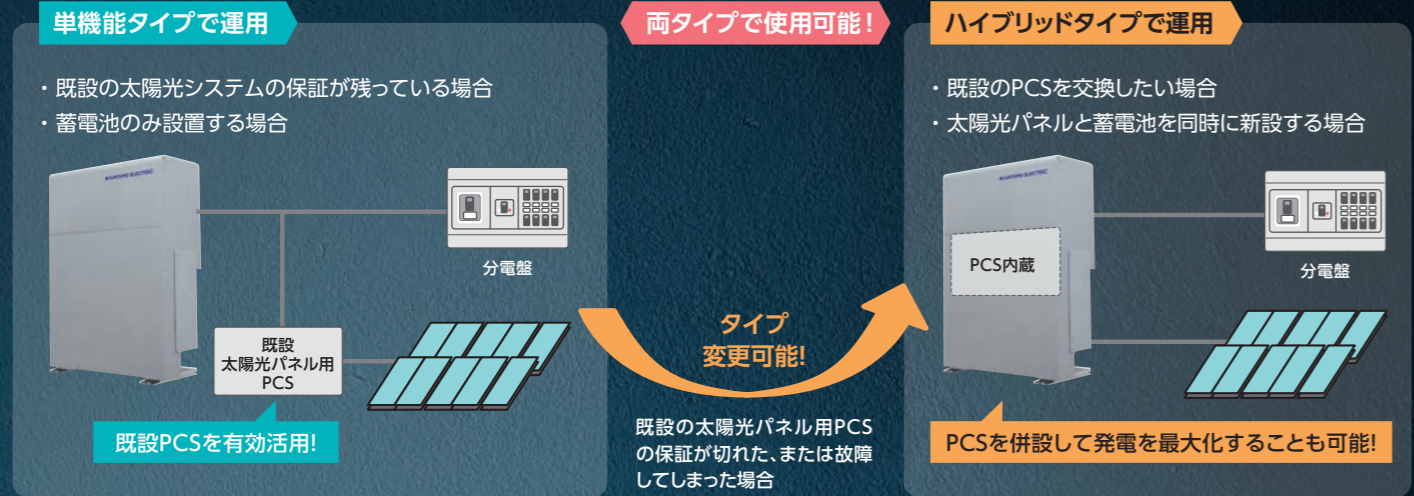 単機能タイプで運用
・既設の太陽光システムの保証が残っている場合
・蓄電池のみ設置する場合
SUMITOMO ELECTRIC
分電盤
既設
太陽光パネル用
PCS
既設PCSを有効活用!
両タイプで使用可能!
タイプ
変更可能!
既設の太陽光パネル用PCS
の保証が切れた、または故障
してしまった場合
ハイブリッドタイプで運用
・既設のPCSを交換したい場合
・太陽光パネルと蓄電池を同時に新設する場合
SUMITOMO ELECTRIC
PCS内蔵
分電盤
PCSを併設して発電を最大化することも可能!